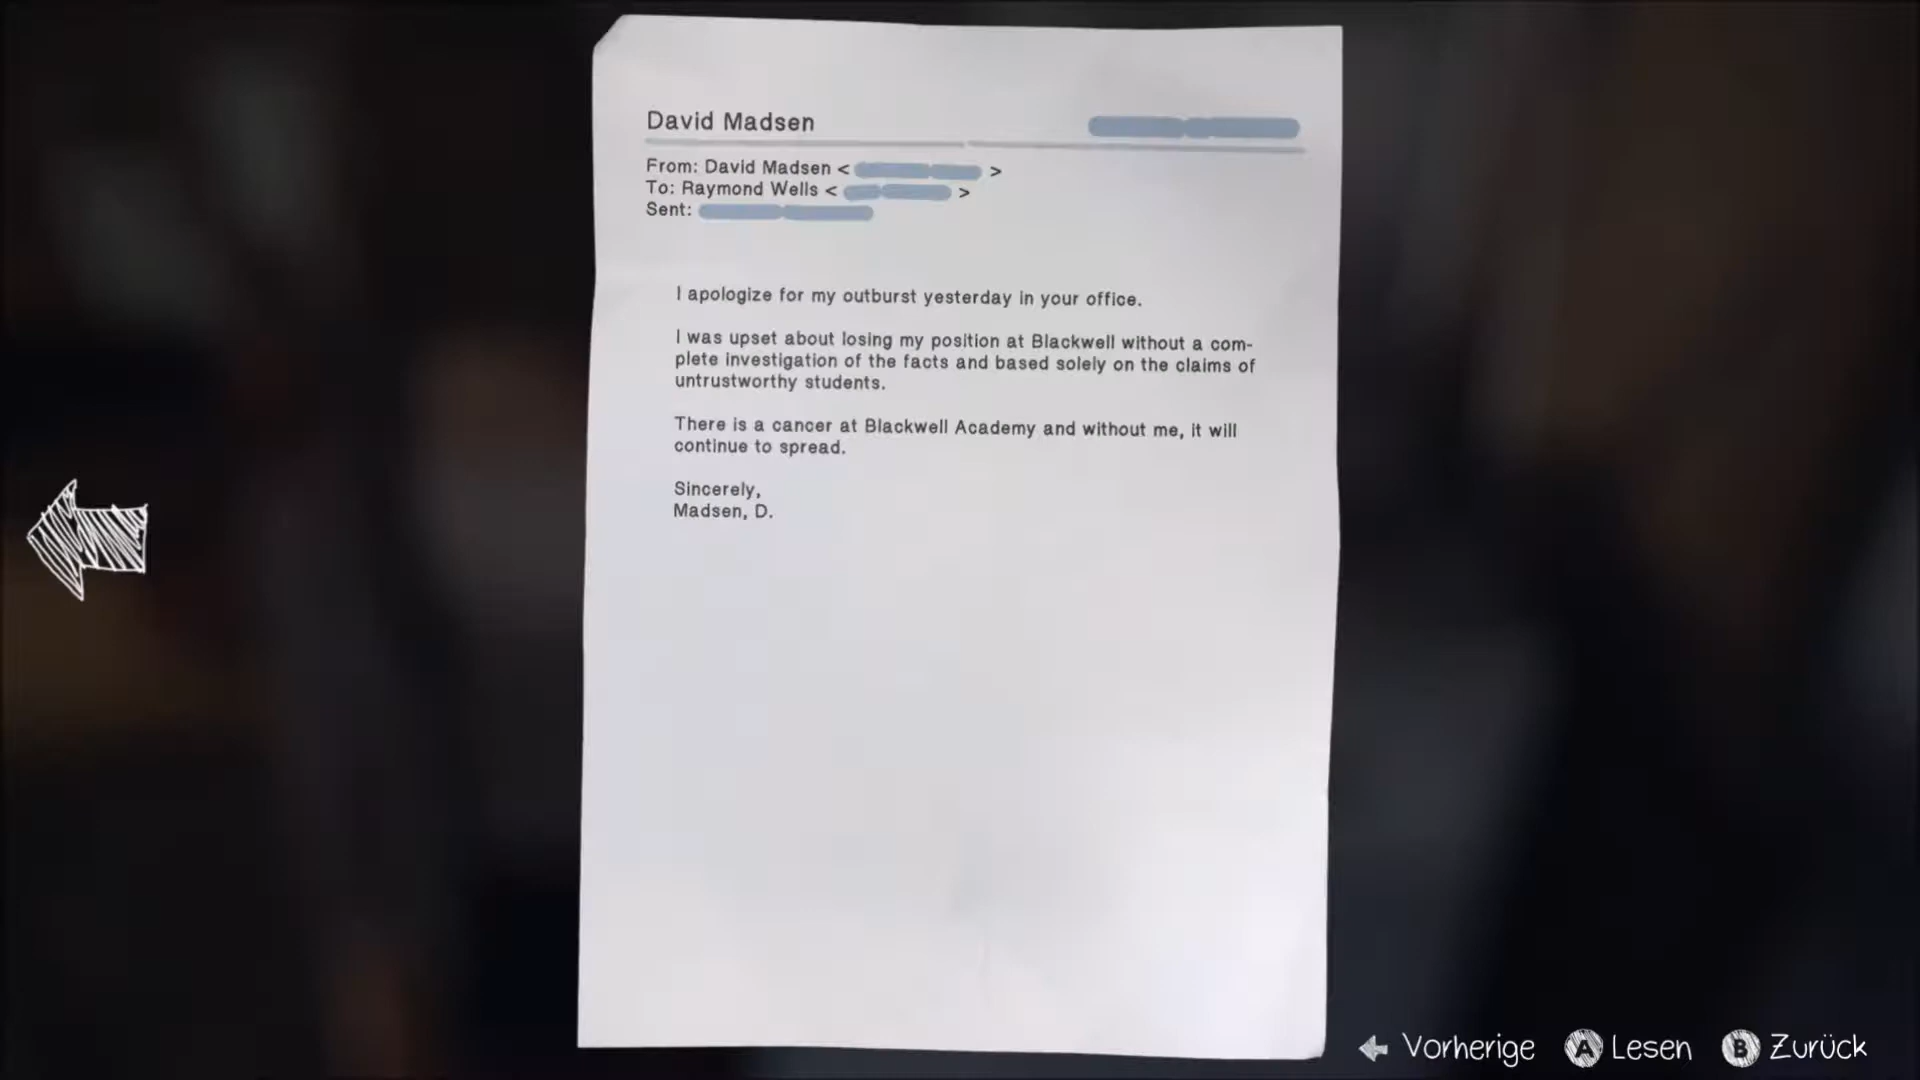 David Madsen
From: David Madsen < >
To: Raymond Wells < >
Sent:
I apologize for my outburst yesterday in your office.
I was upset about losing my position at Blackwell without a com-
plete investigation of the facts and based solely on the claims of
untrustworthy students.
There is a cancer at Blackwell Academy and without me, it will
continue to spread.
Sincerely,
Madsen, D.
Vorherige A Lesen B Zurück